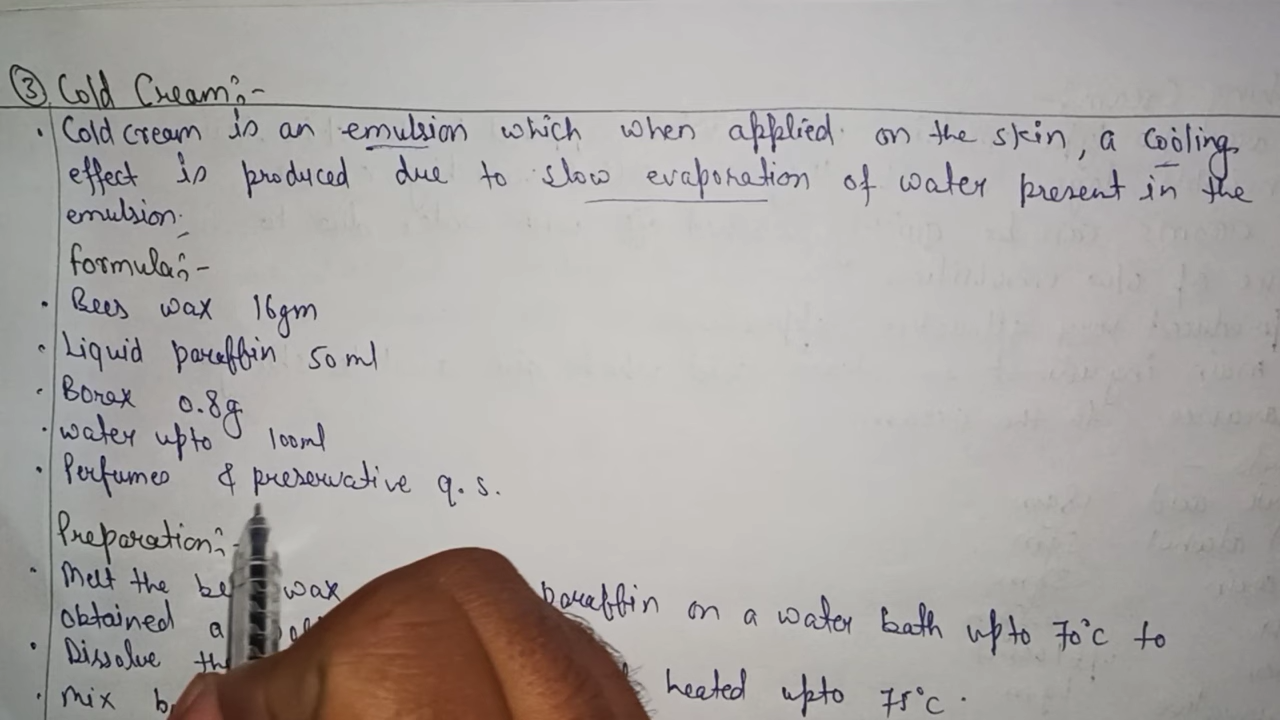 ③ Cold Cream:-
• Cold cream is an emulsion which when applied on the skin, a cooling
effect is produced due to slow evaporation of water present in the
emulsion.
formula:-
• Bees wax 16gm
• Liquid paraffin 50 ml
• Borax 0.8g
• water upto 100ml
• Perfumes & preservative q.s.
Preparation:-
• Melt the wax paraffin on a water bath upto 70°C to
obtained
• Dissolve
• mix heated upto 75°C.